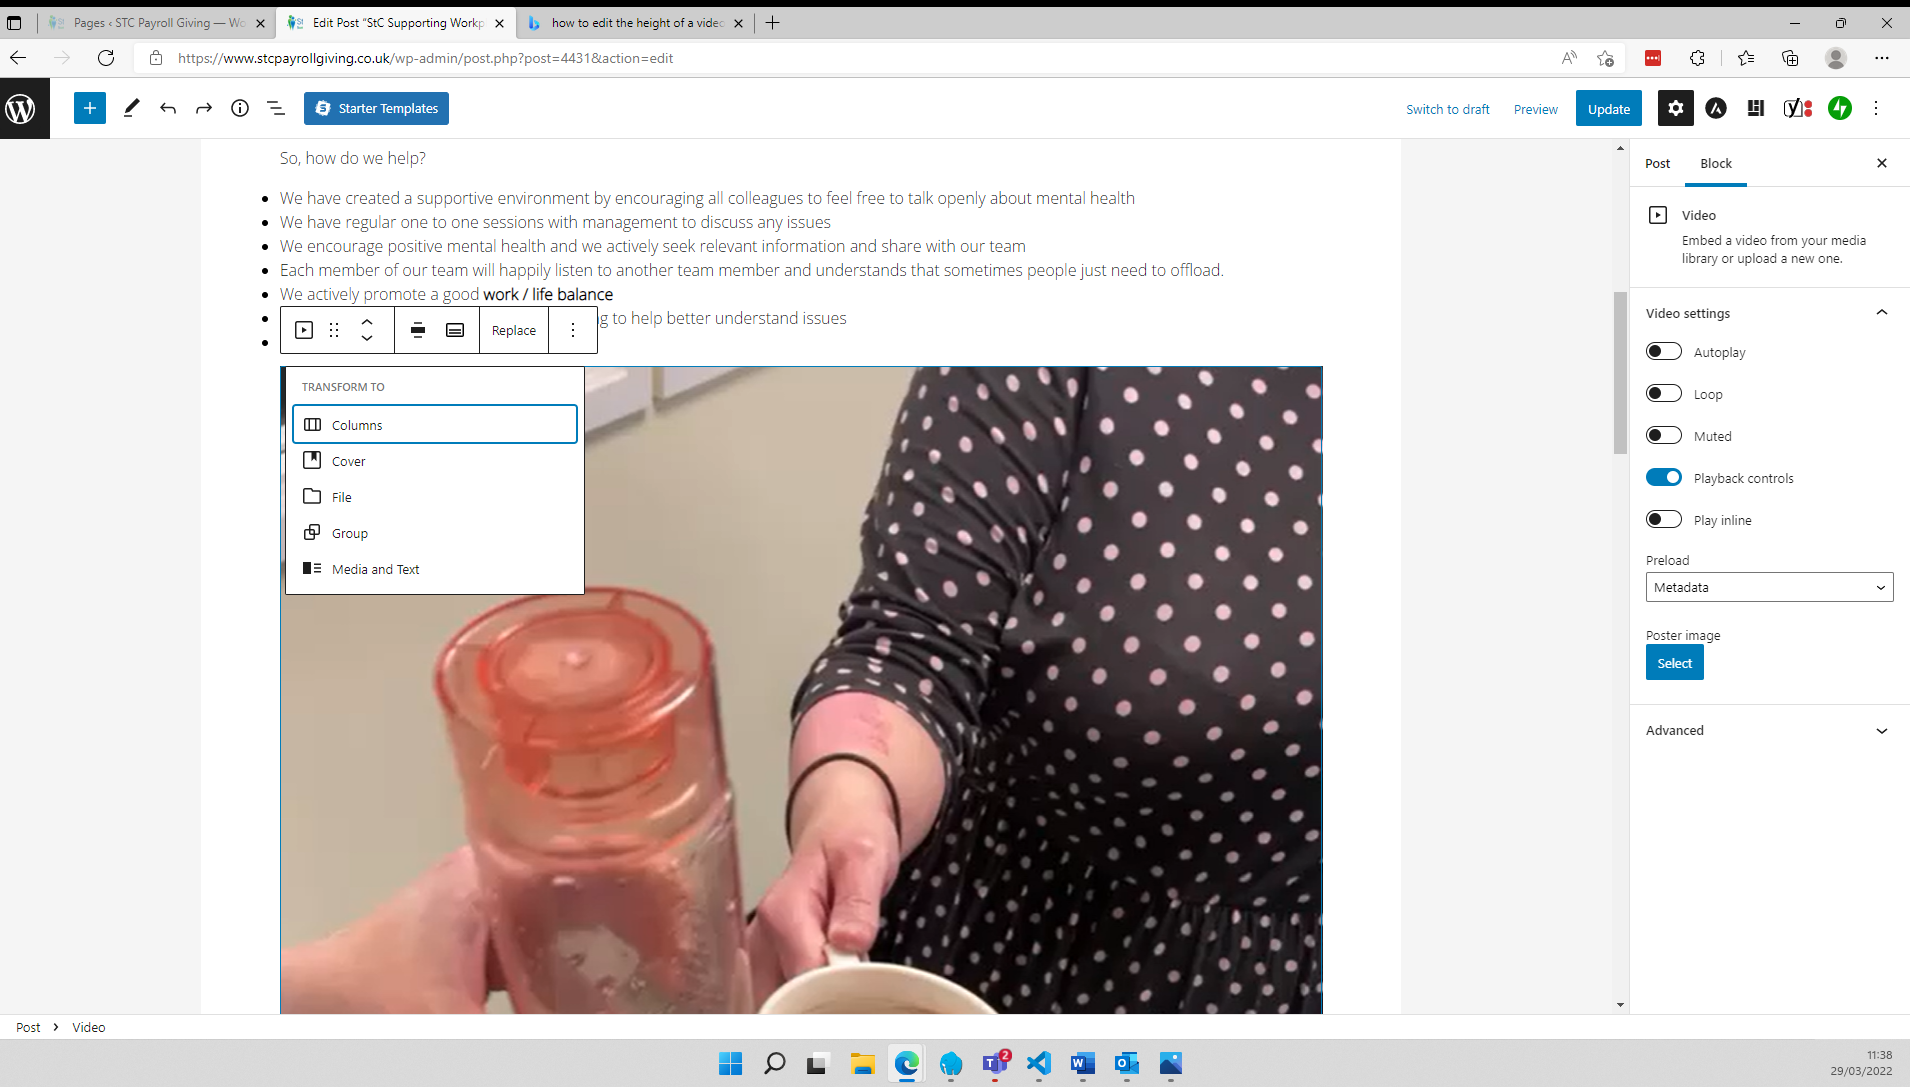 Pages ‹ STC Payroll Giving — Wo
Edit Post "StC Supporting Workp
how to edit the height of a video
https://www.stcpayrollgiving.co.uk/wp-admin/post.php?post=4431&action=edit
Starter Templates
Switch to draft
Preview
Update
So, how do we help?
We have created a supportive environment by encouraging all colleagues to feel free to talk openly about mental health
We have regular one to one sessions with management to discuss any issues
We encourage positive mental health and we actively seek relevant information and share with our team
Each member of our team will happily listen to another team member and understands that sometimes people just need to offload.
We actively promote a good work / life balance
to help better understand issues
Replace
TRANSFORM TO
Columns
Cover
File
Group
Media and Text
Post
Block
Video
Embed a video from your media
library or upload a new one.
Video settings
Autoplay
Loop
Muted
Playback controls
Play inline
Preload
Metadata
Poster image
Select
Advanced
Post
Video
2
11:38
29/03/2022